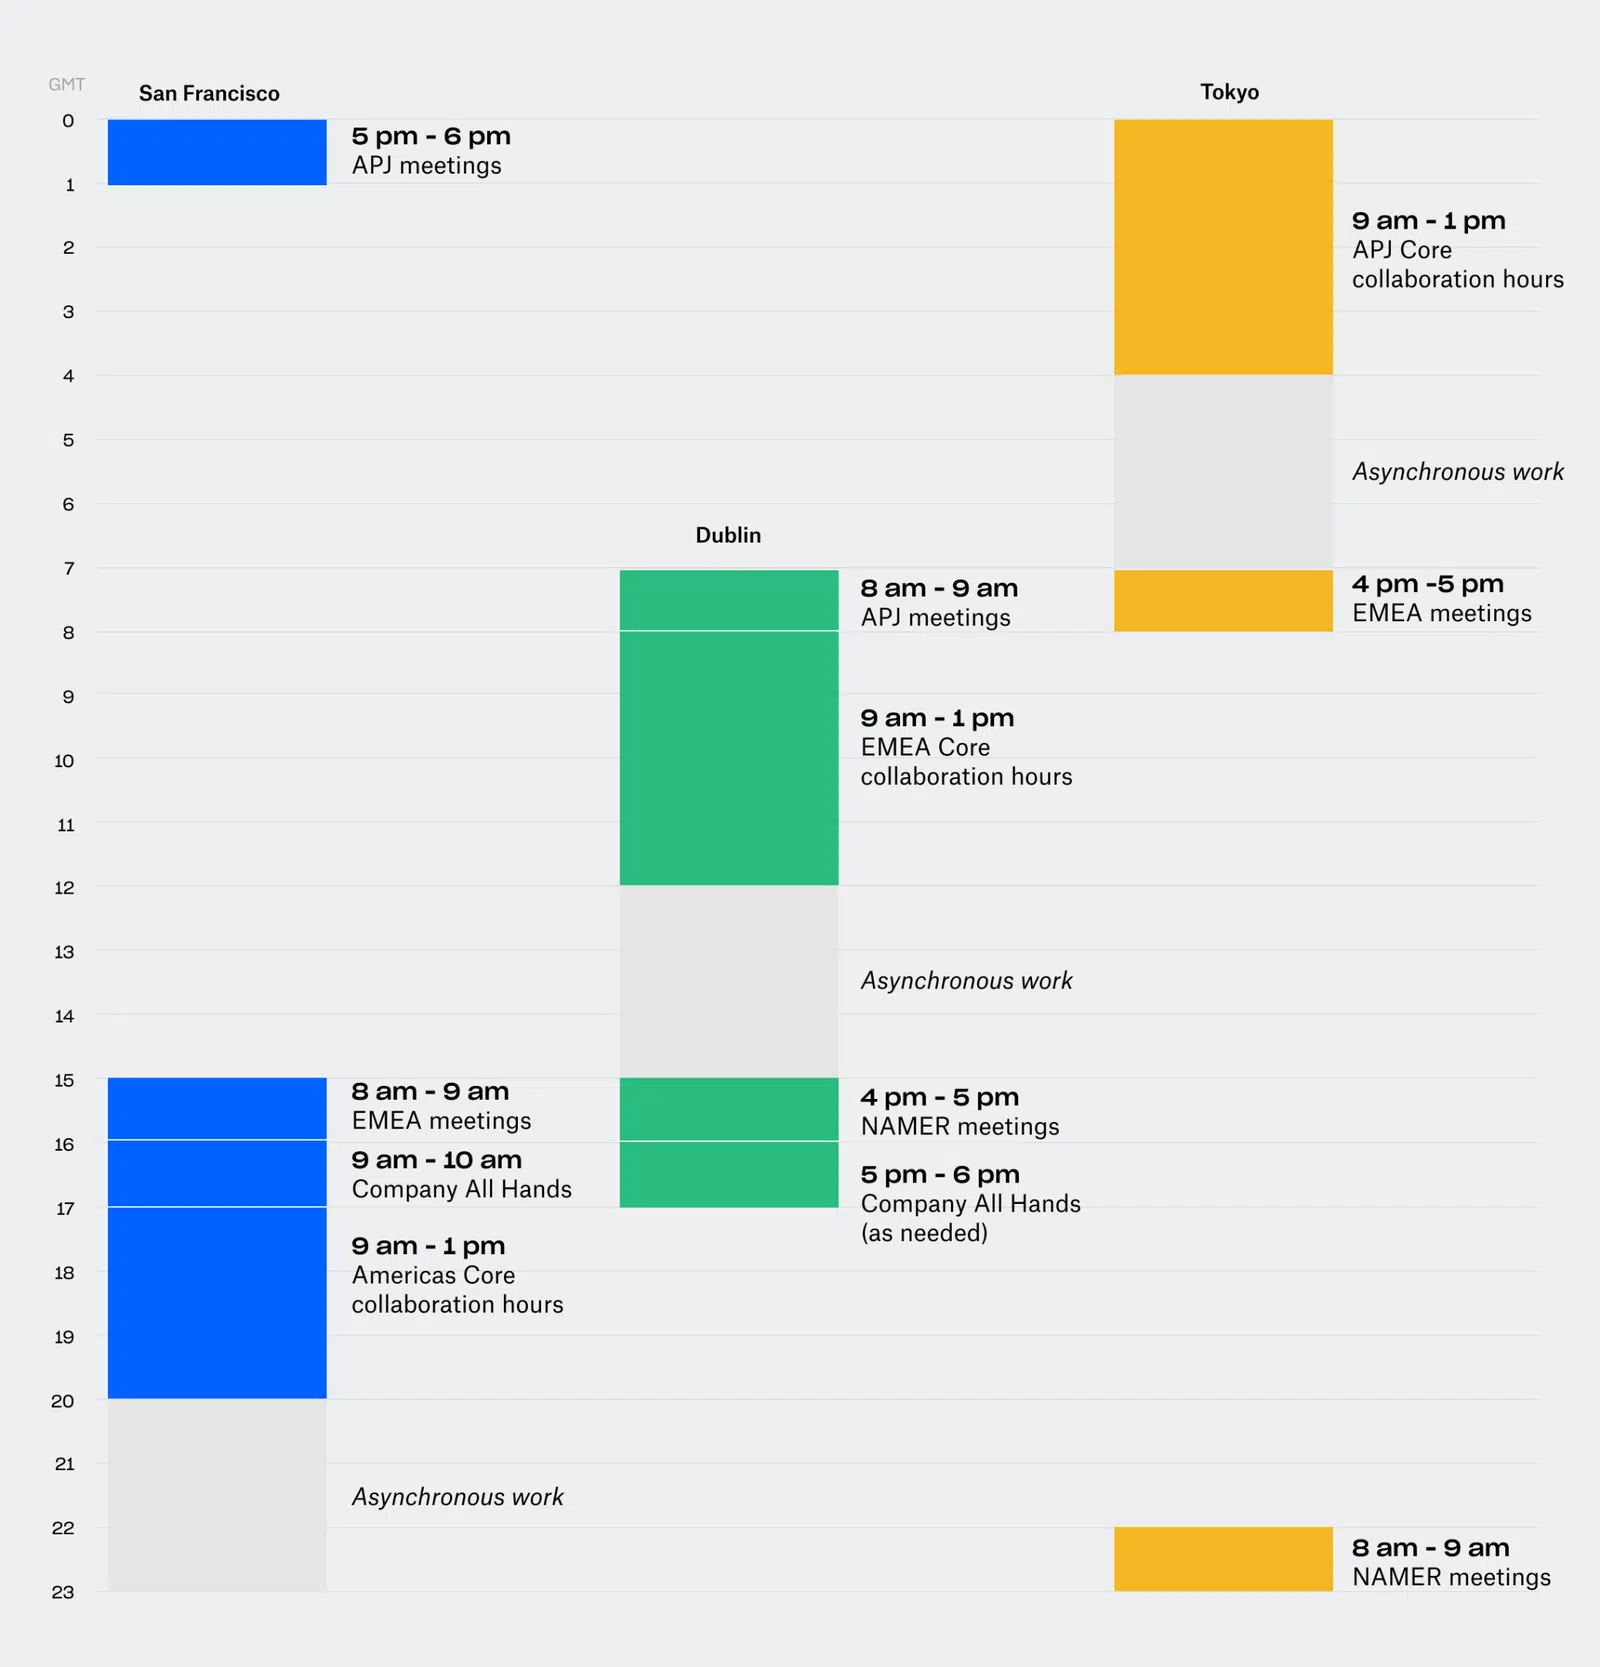 GMT
San Francisco
Tokyo
0
5 pm - 6 pm
APJ meetings
1
9 am - 1 pm
2
APJ Core
collaboration hours
3
4
5
Asynchronous work
6
Dublin
7
8 am - 9 am
APJ meetings
4 pm -5 pm
EMEA meetings
8
9
9 am - 1 pm
EMEA Core
collaboration hours
10
11
12
13
Asynchronous work
14
15
8 am - 9 am
EMEA meetings
4 pm - 5 pm
NAMER meetings
16
9 am - 10 am
Company All Hands
5 pm - 6 pm
Company All Hands
(as needed)
17
9 am - 1 pm
Americas Core
collaboration hours
18
19
20
21
Asynchronous work
22
8 am - 9 am
NAMER meetings
23